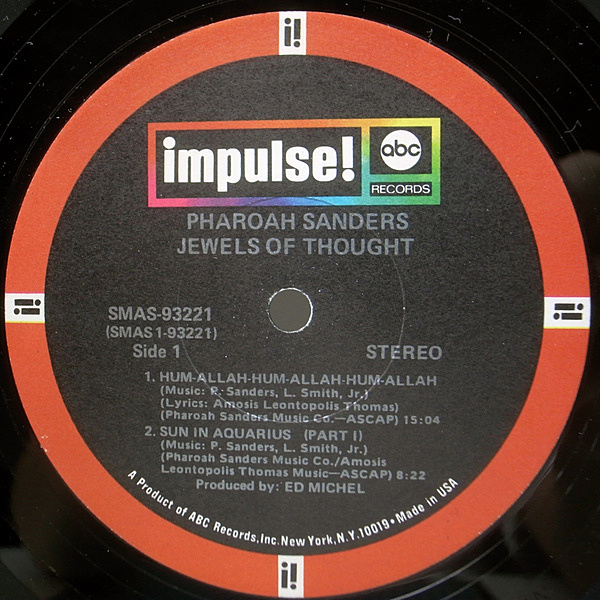 i!
impulse!
abc
RECORDS
PHAROAH SANDERS
JEWELS OF THOUGHT
i!
i!
SMAS-93221
(SMAS 1-93221)
Side 1
STEREO
1. HUM-ALLAH-HUM-ALLAH-HUM-ALLAH
(Music: P. Sanders, L. Smith, Jr.)
(Lyrics: Amosis Leontopolis Thomas)
(Pharoah Sanders Music Co.—ASCAP) 15:04
2. SUN IN AQUARIUS (PART I)
(Music: P. Sanders, L. Smith, Jr.)
(Pharoah Sanders Music Co./Amosis
Leontopolis Thomas Music—ASCAP) 8:22
Produced by: ED MICHEL
A Product of ABC Records, Inc. New York, N.Y. 10019 • Made in USA
i!